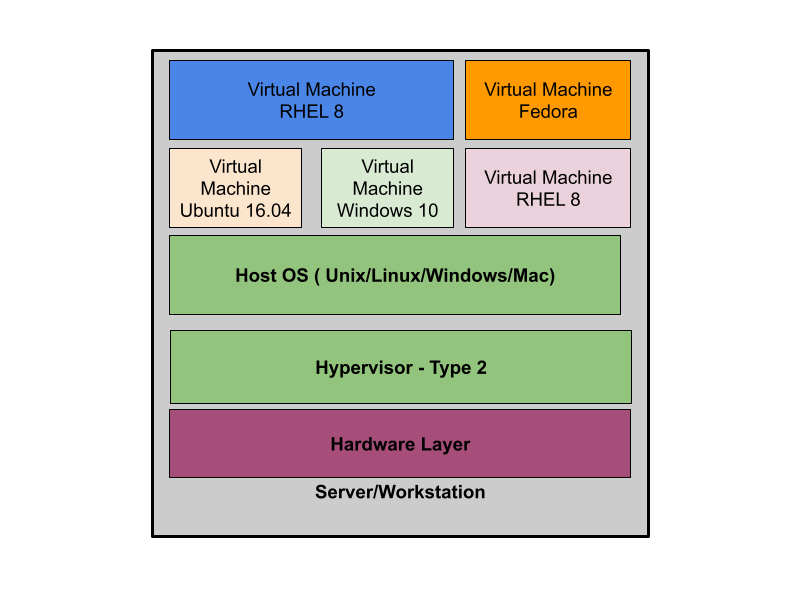 Virtual Machine
RHEL 8
Virtual Machine
Fedora
Virtual
Machine
Ubuntu 16.04
Virtual
Machine
Windows 10
Virtual Machine
RHEL 8
Host OS ( Unix/Linux/Windows/Mac)
Hypervisor - Type 2
Hardware Layer
Server/Workstation